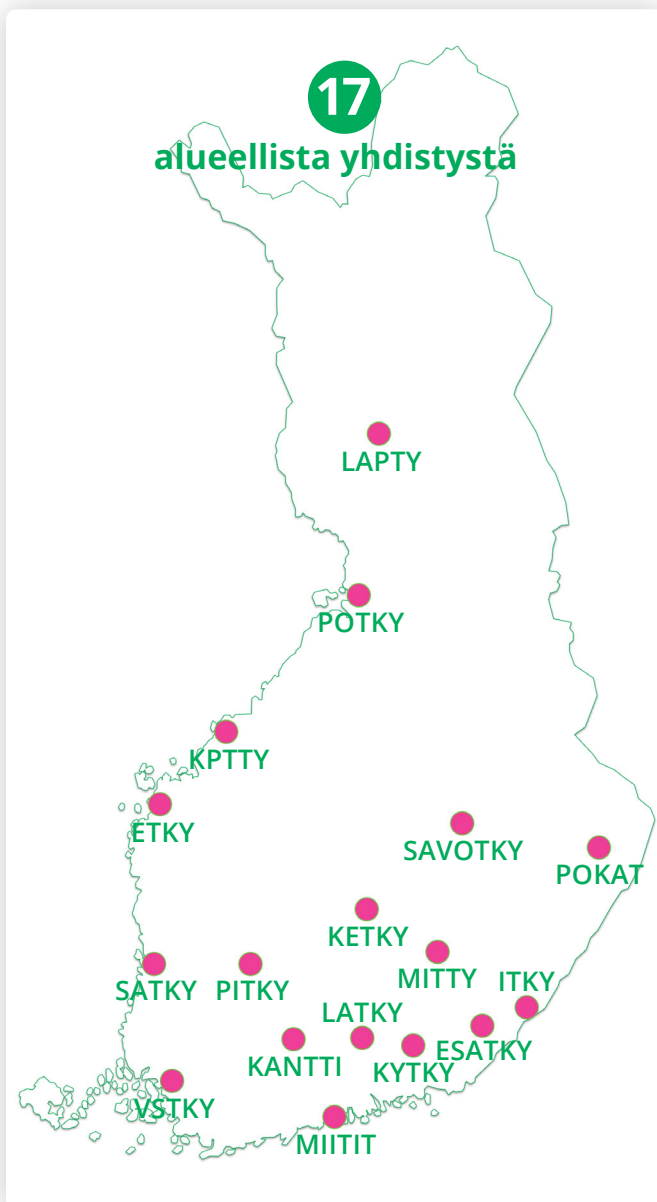 17
alueellista yhdistystä
LAPTY
POTKY
KPTTY
ETKY
SAVOTKY
POKAT
KETKY
MITTY
ITKY
SATKY
PITKY
LATKY
ESATKY
KANTTI
KYTKY
VSTKY
MIITIT